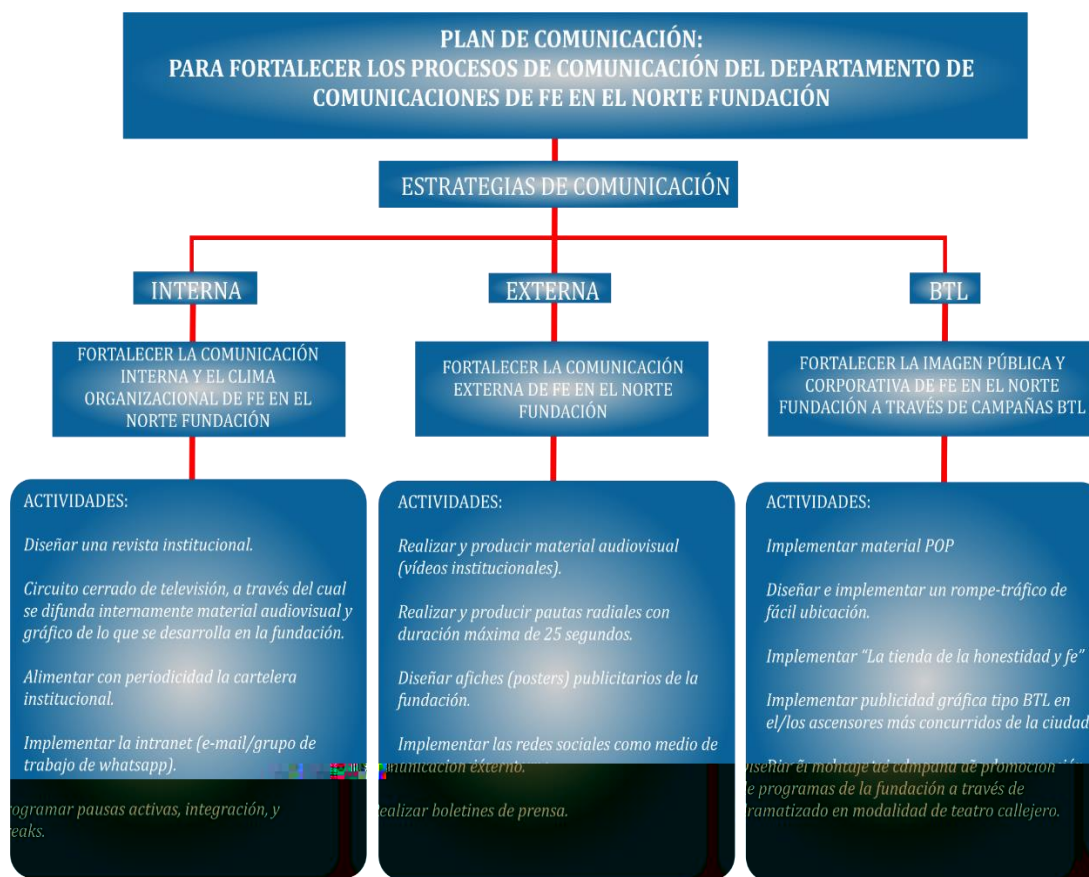 PLAN DE COMUNICACIÓN:
PARA FORTALECER LOS PROCESOS DE COMUNICACIÓN DEL DEPARTAMENTO DE
COMUNICACIONES DE FE EN EL NORTE FUNDACIÓN
ESTRATEGIAS DE COMUNICACIÓN
INTERNA
FORTALECER LA COMUNICACIÓN
INTERNA Y EL CLIMA
ORGANIZACIONAL DE FE EN EL
NORTE FUNDACIÓN
ACTIVIDADES:
Diseñar una revista institucional.
Circuito cerrado de televisión, a través del cual
se difunda internamente material audiovisual y
gráfico de lo que se desarrolla en la fundación.
Alimentar con periodicidad la cartelera
institucional.
Implementar la intranet (e-mail/grupo de
trabajo de whatsapp).
pausas activas, integración, y
EXTERNA
FORTALECER LA COMUNICACIÓN
EXTERNA DE FE EN EL NORTE
FUNDACIÓN
ACTIVIDADES:
Realizar y producir material audiovisual
(vídeos institucionales).
Realizar y producir pautas radiales con
duración máxima de 25 segundos.
Diseñar afiches (posters) publicitarios de la
fundación.
Implementar las redes sociales como medio de
externo.
boletines de prensa.
BTL
FORTALECER LA IMAGEN PÚBLICA Y
CORPORATIVA DE FE EN EL NORTE
FUNDACIÓN A TRAVÉS DE CAMPAÑAS BTL
ACTIVIDADES:
Implementar material POP
Diseñar e implementar un rompe-tráfico de
fácil ubicación.
Implementar “La tienda de la honestidad y fe”
Implementar publicidad gráfica tipo BTL en
el/los ascensores más concurridos de la ciudad
el montaje campaña de
programas de la fundación a través de
en modalidad de teatro callejero.